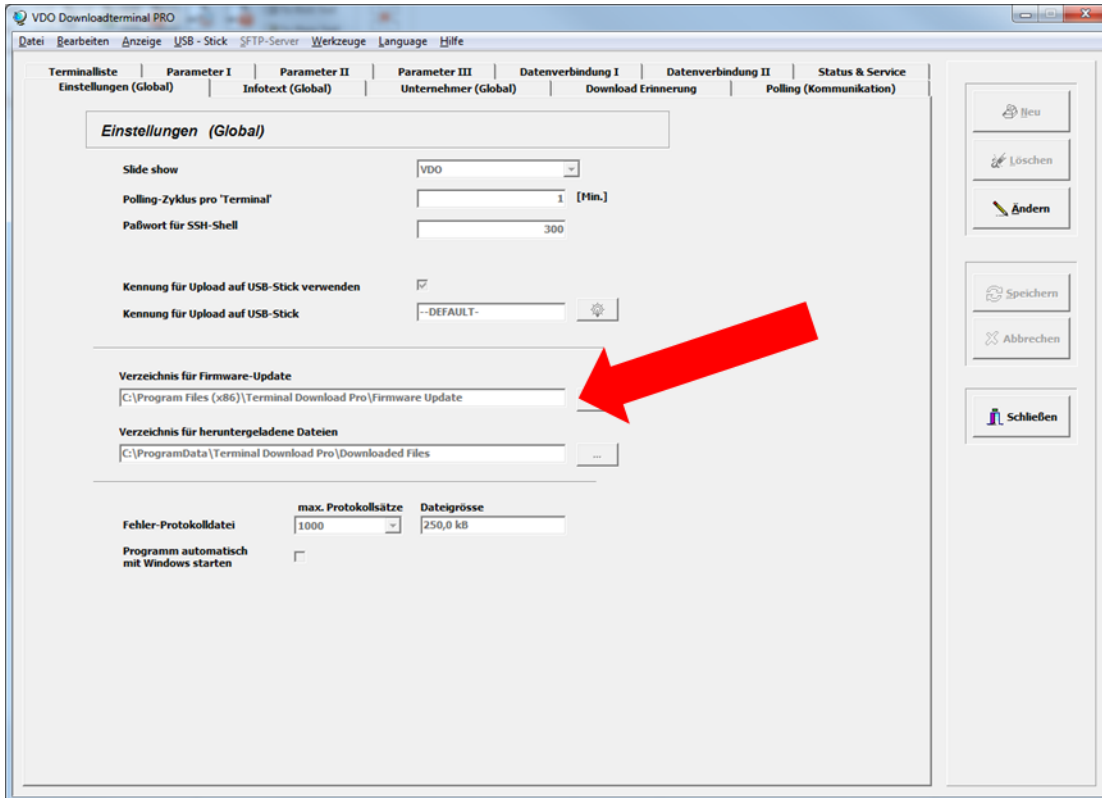 VDO Downloadterminal PRO
Datei Bearbeiten Anzeige USB - Stick SFTP-Server Werkzeuge Language Hilfe
Terminalliste Parameter I Parameter II Parameter III Datenverbindung I Datenverbindung II Status & Service
Einstellungen (Global) Infotext (Global) Unternehmer (Global) Download Erinnerung Polling (Kommunikation)
Einstellungen (Global)
Slide show VDO
Polling-Zyklus pro 'Terminal' 1 [Min.]
Paßwort für SSH-Shell 300
Kennung für Upload auf USB-Stick verwenden
Kennung für Upload auf USB-Stick --DEFAULT-
Verzeichnis für Firmware-Update
C:\Program Files (x86)\Terminal Download Pro\Firmware Update
Verzeichnis für heruntergeladene Dateien
C:\ProgramData\Terminal Download Pro\Downloaded Files ...
max. Protokollsätze Dateigrösse
Fehler-Protokolldatei 1000 250,0 kB
Programm automatisch
mit Windows starten
Neu
Löschen
Ändern
Speichern
Abbrechen
Schließen